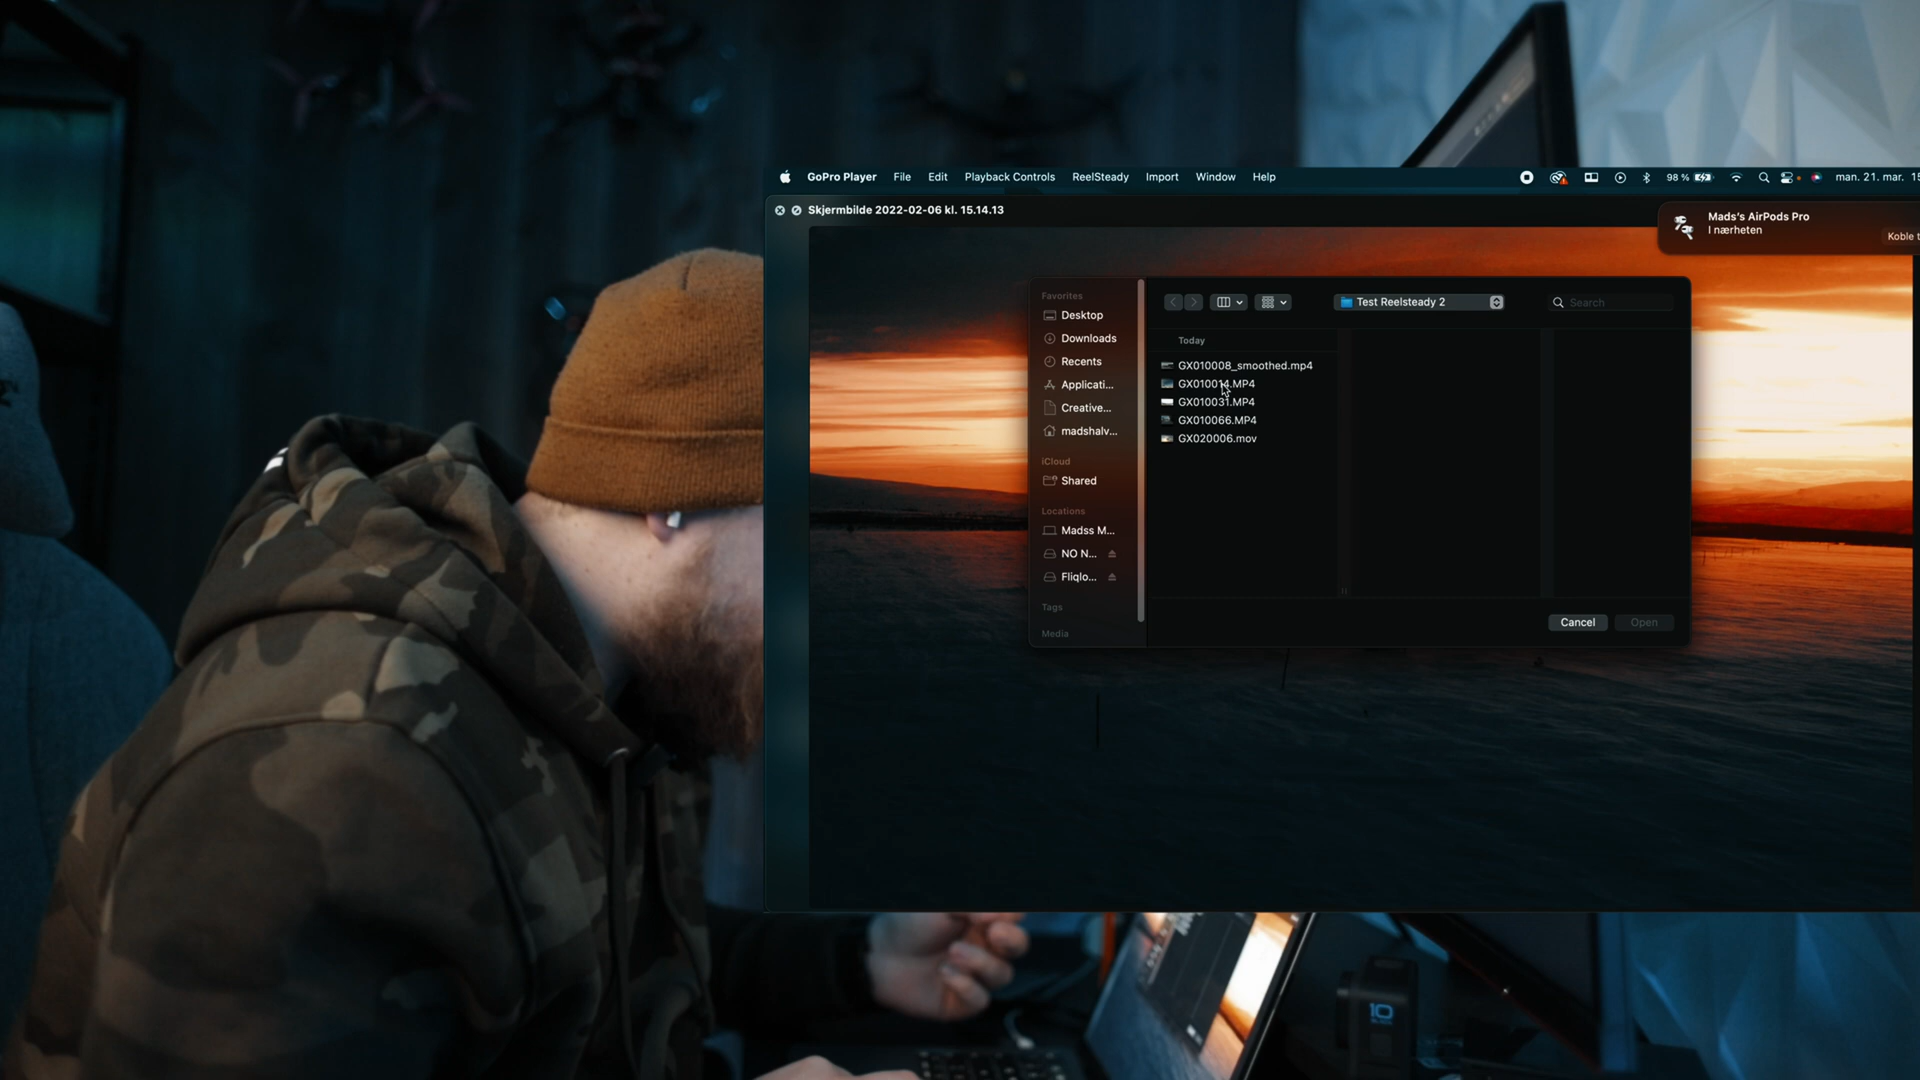 GoPro Player File Edit Playback Controls ReelSteady Import Window Help 98 % man. 21. mar.
Skjermbilde 2022-02-06 kl. 15.14.13
Mads's AirPods Pro
I nærheten
Koble t
Favorites
Desktop
Downloads
Recents
Applicati...
Creative...
madshalv...
iCloud
Shared
Locations
Madss M...
NO N...
Fliqlo...
Tags
Media
Test Reelsteady 2
Search
Today
GX010008_smoothed.mp4
GX010014.MP4
GX010031.MP4
GX010066.MP4
GX020006.mov
Cancel Open
10
BLACK